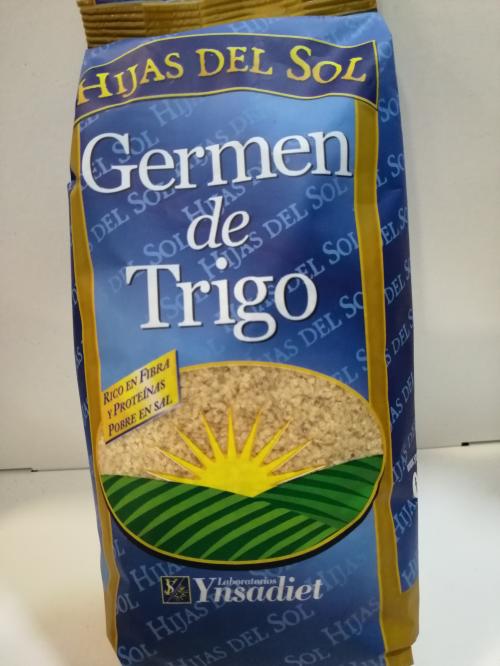 HIJAS DEL SOL
Germen
de
Trigo
RICO EN FIBRA
Y PROTEÍNAS
POBRE EN SAL
Laboratorios
Ynsadiet